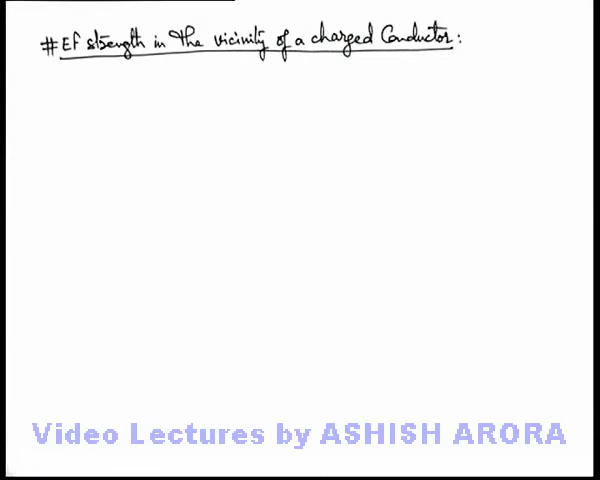 # EF strength in the vicinity of a charged Conductor :
Video Lectures by ASHISH ARORA